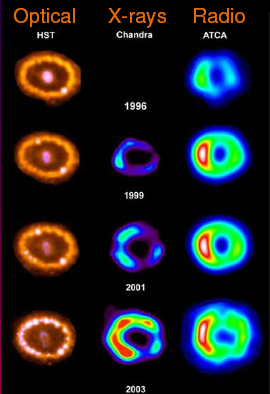 Optical X-rays Radio
HST Chandra ATCA
1996
1999
2001
2003